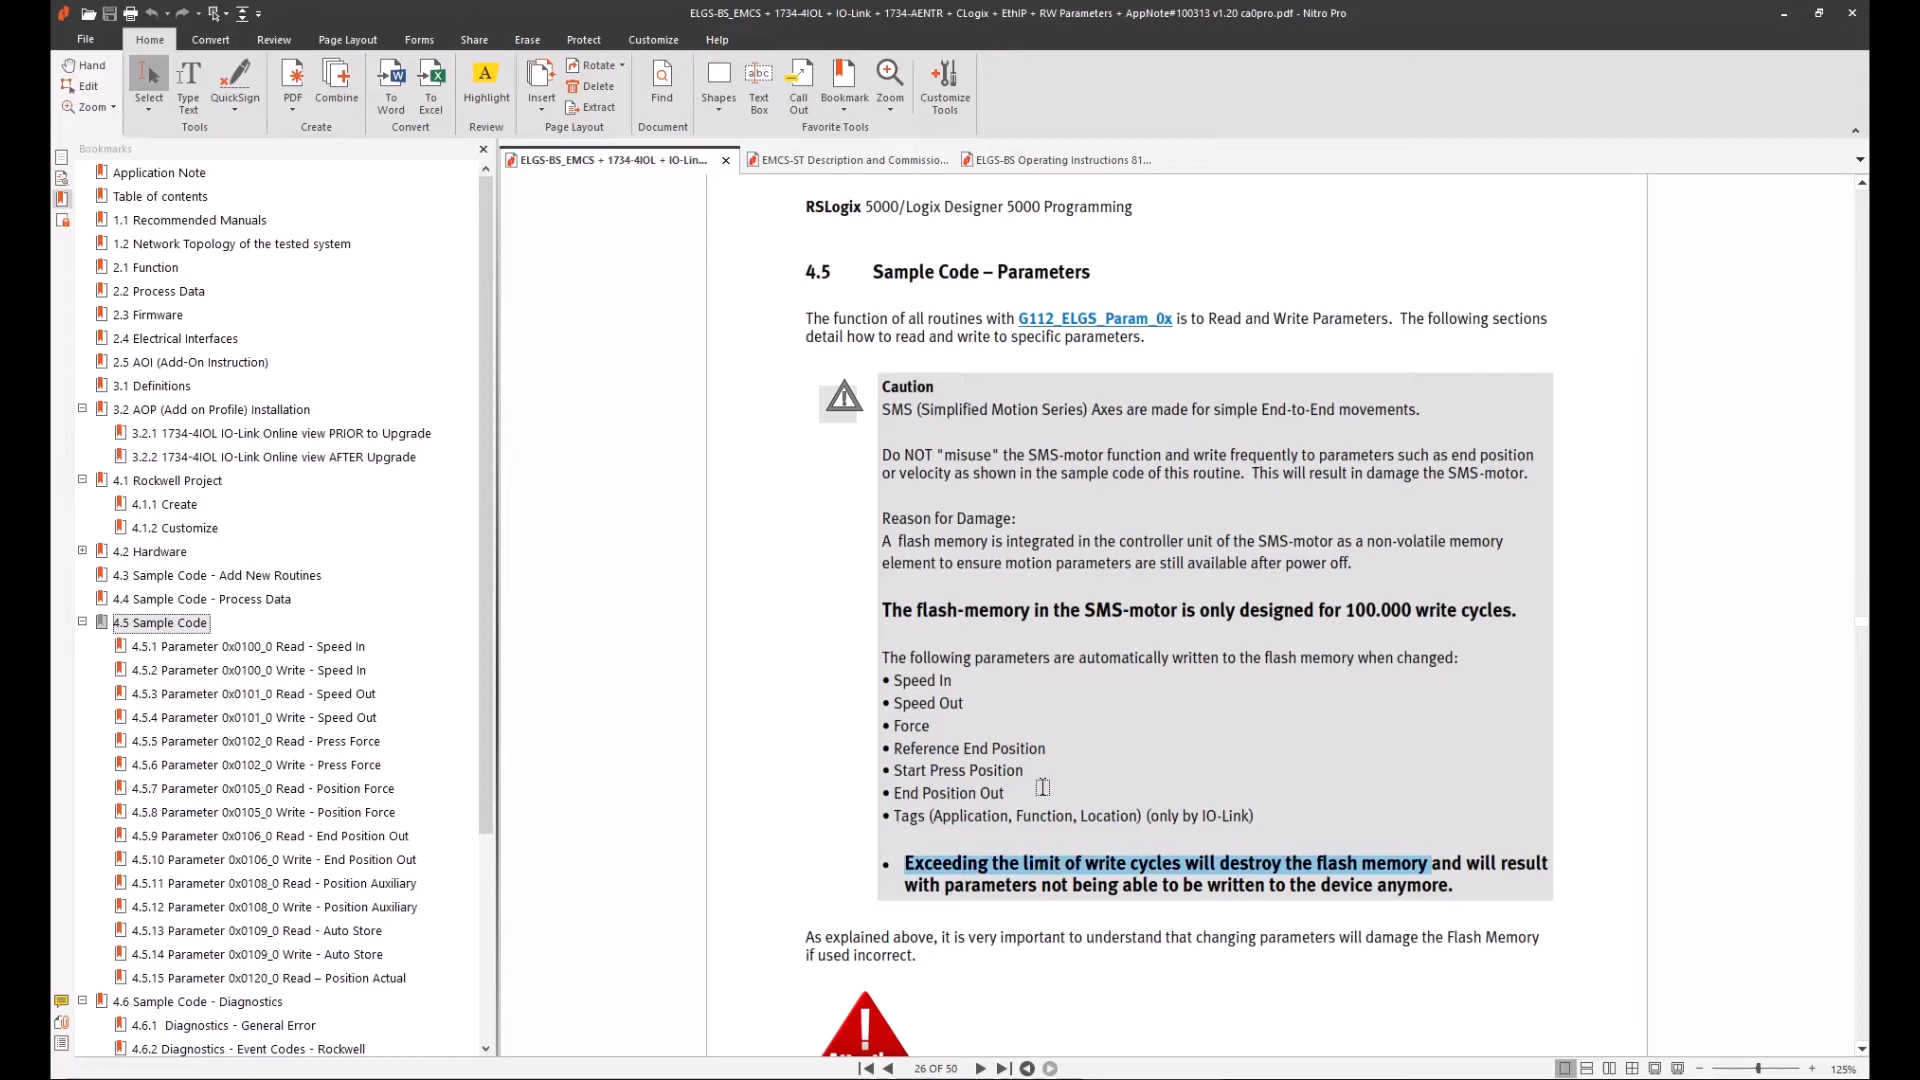 ELGS-BS_EMCS + 1734-4IOL + IO-Link + 1734-AENTR + CLogix + EthIP + RW Parameters + AppNote#100313 v1.20 ca0pro.pdf - Nitro Pro
File Home Convert Review Page Layout Forms Share Erase Protect Customize Help
Hand
Edit
Zoom
Select
Type
Text
QuickSign
Tools
PDF
Combine
Create
To
Word
To
Excel
Convert
Highlight
Review
Insert
Rotate
Delete
Extract
Page Layout
Find
Document
Shapes
Text
Box
Call
Out
Bookmark
Zoom
Favorite Tools
Customize
Tools
Bookmarks
Application Note
Table of contents
1.1 Recommended Manuals
1.2 Network Topology of the tested system
2.1 Function
2.2 Process Data
2.3 Firmware
2.4 Electrical Interfaces
2.5 AOI (Add-On Instruction)
3.1 Definitions
3.2 AOP (Add on Profile) Installation
3.2.1 1734-4IOL IO-Link Online view PRIOR to Upgrade
3.2.2 1734-4IOL IO-Link Online view AFTER Upgrade
4.1 Rockwell Project
4.1.1 Create
4.1.2 Customize
4.2 Hardware
4.3 Sample Code - Add New Routines
4.4 Sample Code - Process Data
4.5 Sample Code
4.5.1 Parameter 0x0100_0 Read - Speed In
4.5.2 Parameter 0x0100_0 Write - Speed In
4.5.3 Parameter 0x0101_0 Read - Speed Out
4.5.4 Parameter 0x0101_0 Write - Speed Out
4.5.5 Parameter 0x0102_0 Read - Press Force
4.5.6 Parameter 0x0102_0 Write - Press Force
4.5.7 Parameter 0x0105_0 Read - Position Force
4.5.8 Parameter 0x0105_0 Write - Position Force
4.5.9 Parameter 0x0106_0 Read - End Position Out
4.5.10 Parameter 0x0106_0 Write - End Position Out
4.5.11 Parameter 0x0108_0 Read - Position Auxiliary
4.5.12 Parameter 0x0108_0 Write - Position Auxiliary
4.5.13 Parameter 0x0109_0 Read - Auto Store
4.5.14 Parameter 0x0109_0 Write - Auto Store
4.5.15 Parameter 0x0120_0 Read – Position Actual
4.6 Sample Code - Diagnostics
4.6.1 Diagnostics - General Error
4.6.2 Diagnostics - Event Codes - Rockwell
ELGS-BS_EMCS + 1734-4IOL + IO-Lin...
EMCS-ST Description and Commissio...
ELGS-BS Operating Instructions 81...
RSLogix 5000/Logix Designer 5000 Programming
4.5 Sample Code – Parameters
The function of all routines with G112_ELGS_Param_0x is to Read and Write Parameters. The following sections
detail how to read and write to specific parameters.
Caution
SMS (Simplified Motion Series) Axes are made for simple End-to-End movements.
Do NOT "misuse" the SMS-motor function and write frequently to parameters such as end position
or velocity as shown in the sample code of this routine. This will result in damage the SMS-motor.
Reason for Damage:
A flash memory is integrated in the controller unit of the SMS-motor as a non-volatile memory
element to ensure motion parameters are still available after power off.
The flash-memory in the SMS-motor is only designed for 100.000 write cycles.
The following parameters are automatically written to the flash memory when changed:
• Speed In
• Speed Out
• Force
• Reference End Position
• Start Press Position
• End Position Out
• Tags (Application, Function, Location) (only by IO-Link)
• Exceeding the limit of write cycles will destroy the flash memory and will result
with parameters not being able to be written to the device anymore.
As explained above, it is very important to understand that changing parameters will damage the Flash Memory
if used incorrect.
26 OF 50
125%